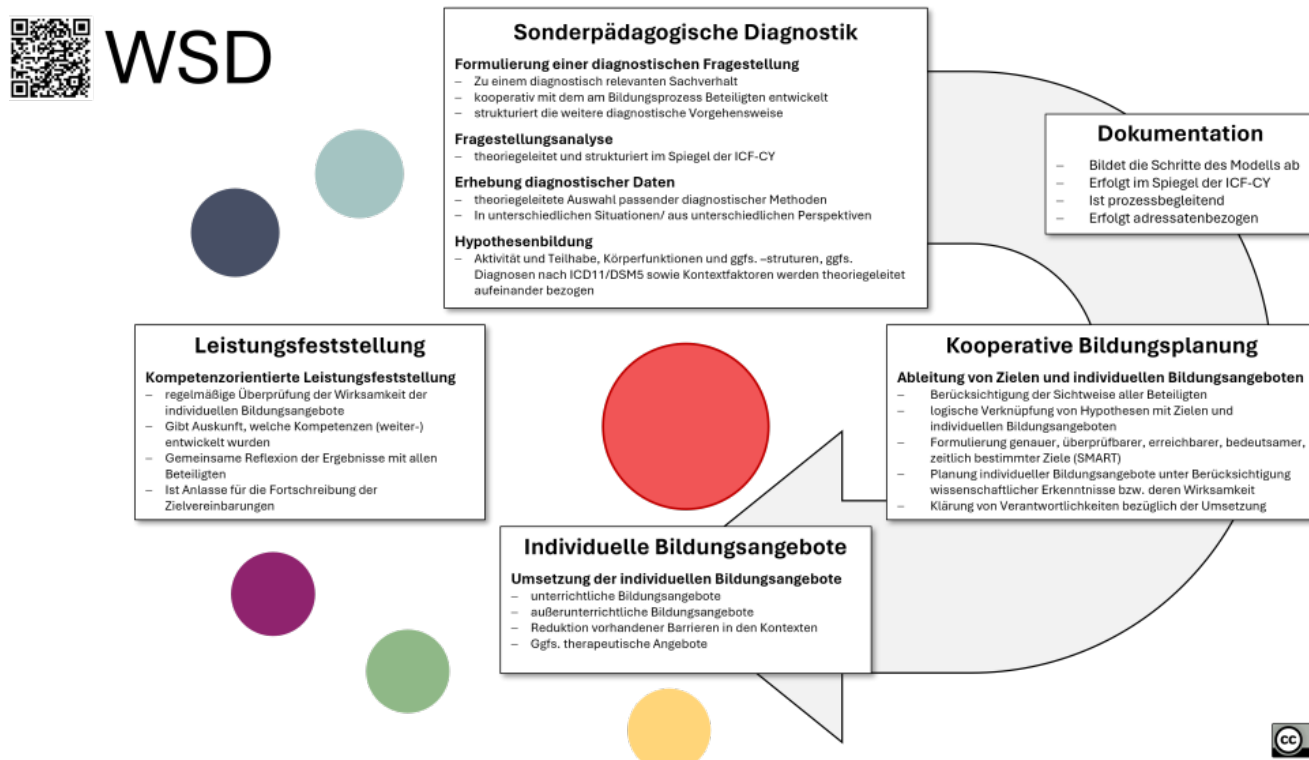 WSD
Sonderpädagogische Diagnostik
Formulierung einer diagnostischen Fragestellung
– Zu einem diagnostisch relevanten Sachverhalt
– kooperativ mit dem am Bildungsprozess Beteiligten entwickelt
– strukturiert die weitere diagnostische Vorgehensweise
Fragestellungsanalyse
– theoriegeleitet und strukturiert im Spiegel der ICF-CY
Erhebung diagnostischer Daten
– theoriegeleitete Auswahl passender diagnostischer Methoden
– In unterschiedlichen Situationen/ aus unterschiedlichen Perspektiven
Hypothesenbildung
– Aktivität und Teilhabe, Körperfunktionen und ggfs. –struturen, ggfs.
Diagnosen nach ICD11/DSM5 sowie Kontextfaktoren werden theoriegeleitet
aufeinander bezogen
Dokumentation
– Bildet die Schritte des Modells ab
– Erfolgt im Spiegel der ICF-CY
– Ist prozessbegleitend
– Erfolgt adressatenbezogen
Leistungsfeststellung
Kompetenzorientierte Leistungsfeststellung
– regelmäßige Überprüfung der Wirksamkeit der
individuellen Bildungsangebote
– Gibt Auskunft, welche Kompetenzen (weiter-)
entwickelt wurden
– Gemeinsame Reflexion der Ergebnisse mit allen
Beteiligten
– Ist Anlasse für die Fortschreibung der
Zielvereinbarungen
Kooperative Bildungsplanung
Ableitung von Zielen und individuellen Bildungsangeboten
– Berücksichtigung der Sichtweise aller Beteiligten
– logische Verknüpfung von Hypothesen mit Zielen und
individuellen Bildungsangeboten
– Formulierung genauer, überprüfbarer, erreichbarer, bedeutsamer,
zeitlich bestimmter Ziele (SMART)
– Planung individueller Bildungsangebote unter Berücksichtigung
wissenschaftlicher Erkenntnisse bzw. deren Wirksamkeit
– Klärung von Verantwortlichkeiten bezüglich der Umsetzung
Individuelle Bildungsangebote
Umsetzung der individuellen Bildungsangebote
– unterrichtliche Bildungsangebote
– außerunterrichtliche Bildungsangebote
– Reduktion vorhandener Barrieren in den Kontexten
– Ggfs. therapeutische Angebote
cc